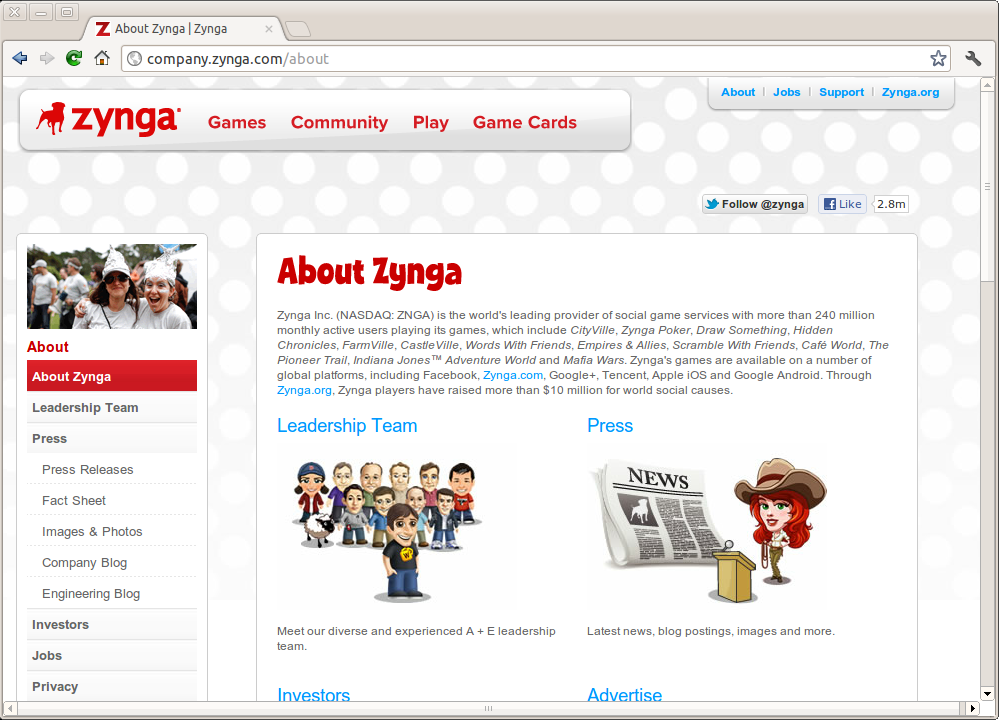 About Zynga | Zynga
company.zynga.com/about
About | Jobs | Support | Zynga.org
zynga
Games Community Play Game Cards
Follow @zynga Like 2.8m
About
About Zynga
Leadership Team
Press
Press Releases
Fact Sheet
Images & Photos
Company Blog
Engineering Blog
Investors
Jobs
Privacy
About Zynga
Zynga Inc. (NASDAQ: ZNGA) is the world's leading provider of social game services with more than 240 million
monthly active users playing its games, which include CityVille, Zynga Poker, Draw Something, Hidden
Chronicles, FarmVille, CastleVille, Words With Friends, Empires & Allies, Scramble With Friends, Café World, The
Pioneer Trail, Indiana Jones™ Adventure World and Mafia Wars. Zynga's games are available on a number of
global platforms, including Facebook, Zynga.com, Google+, Tencent, Apple iOS and Google Android. Through
Zynga.org, Zynga players have raised more than $10 million for world social causes.
Leadership Team
Meet our diverse and experienced A + E leadership
team.
Press
NEWS
Latest news, blog postings, images and more.
Investors
Advertise